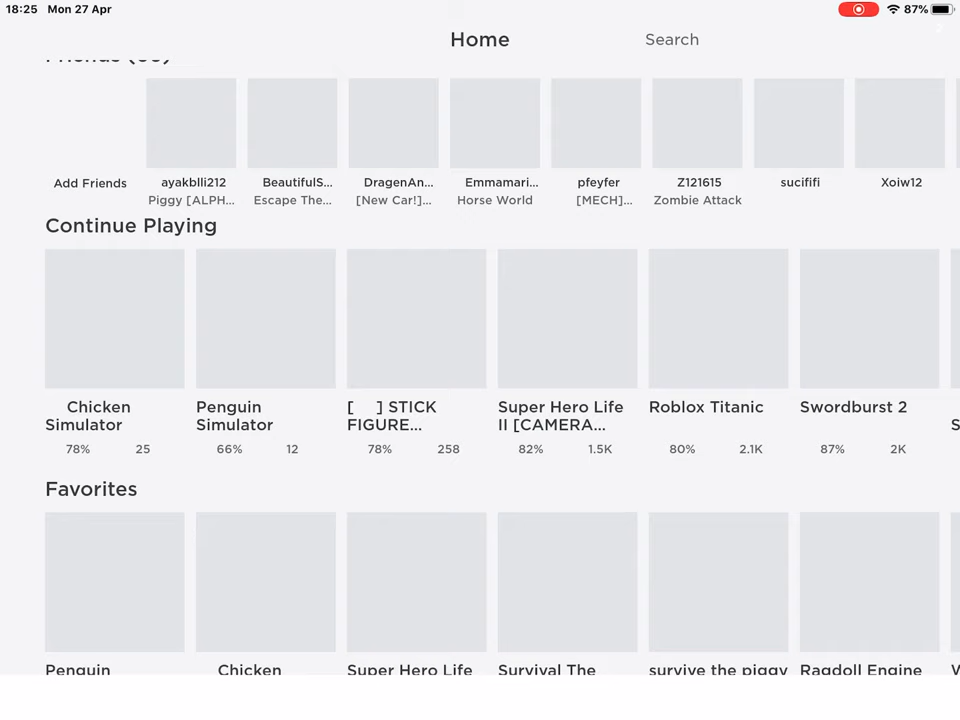 18:25 Mon 27 Apr 87%
Home Search
Add Friends ayakblli212 BeautifulS... DragenAn... Emmamari... pfeyfer Z121615 sucififi Xoiw12
Piggy [ALPH... Escape The... [New Car!]... Horse World [MECH]... Zombie Attack
Continue Playing
Chicken Penguin [ ] STICK Super Hero Life Roblox Titanic Swordburst 2
Simulator Simulator FIGURE... II [CAMERA... S
78% 25 66% 12 78% 258 82% 1.5K 80% 2.1K 87% 2K
Favorites
Penguin Chicken Super Hero Life Survival The survive the piggy Ragdoll Engine